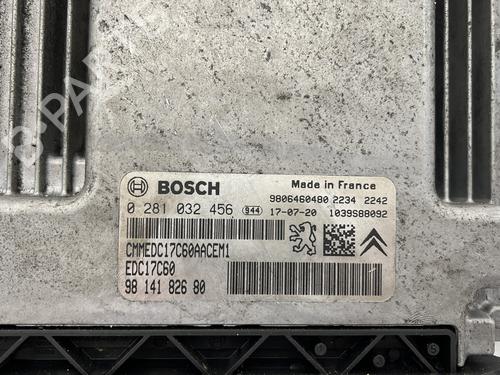 BOSCH
Made in France
9806460480 2234 2242
0 281 032 456 944 17-07-20 1039S88092
CMMEDC17C60AACEM1
EDC17C60
98 141 826 80